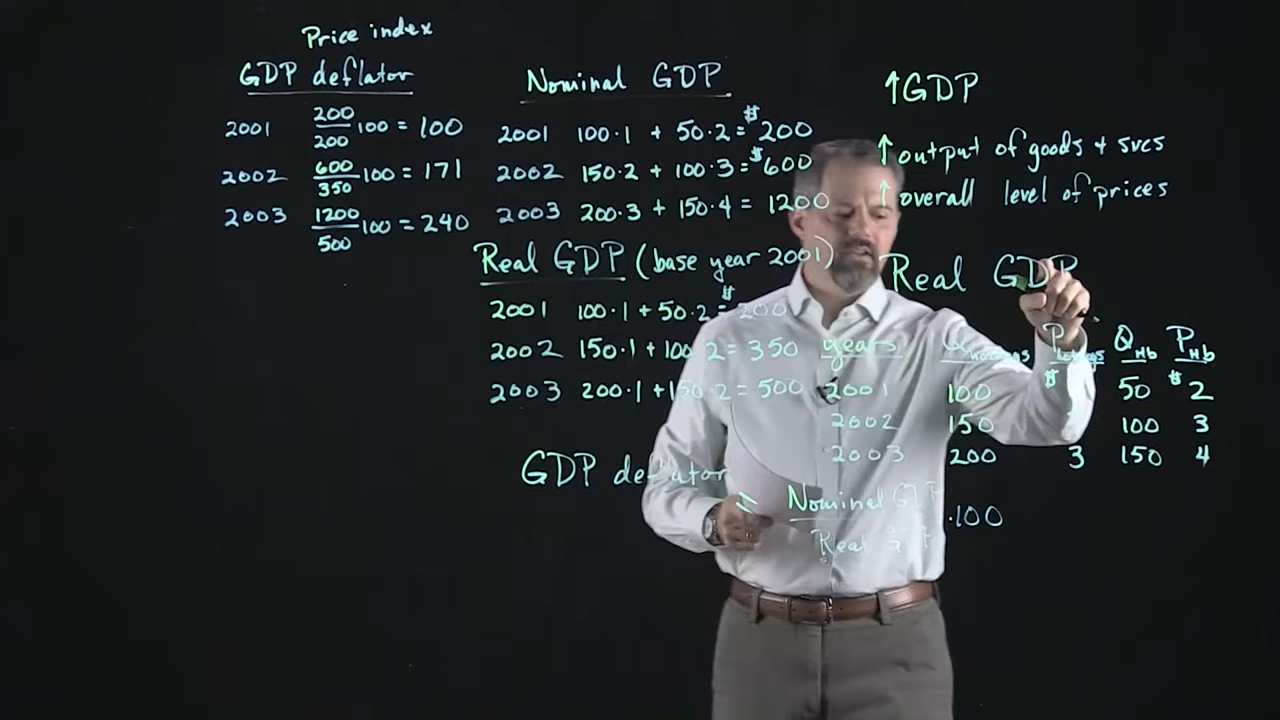 Price index
GDP deflator
2001 200/200 100 = 100
2002 600/350 100 = 171
2003 1200/500 100 = 240
Nominal GDP
2001 100·1 + 50·2 = $200
2002 150·2 + 100·3 = $600
2003 200·3 + 150·4 = 1200
Real GDP (base year 2001)
2001 100·1 + 50·2 = $200
2002 150·1 + 100 2 = 350
2003 200·1 + 150·2 = 500
GDP deflator = Nominal GDP / Real ·100
↑GDP
↑ output of goods + svcs
↑ overall level of prices
Real GDP
years Q hotdogs P hotdogs Q Hb P Hb
2001 100 $ 50 $2
2002 150 100 3
2003 200 3 150 4